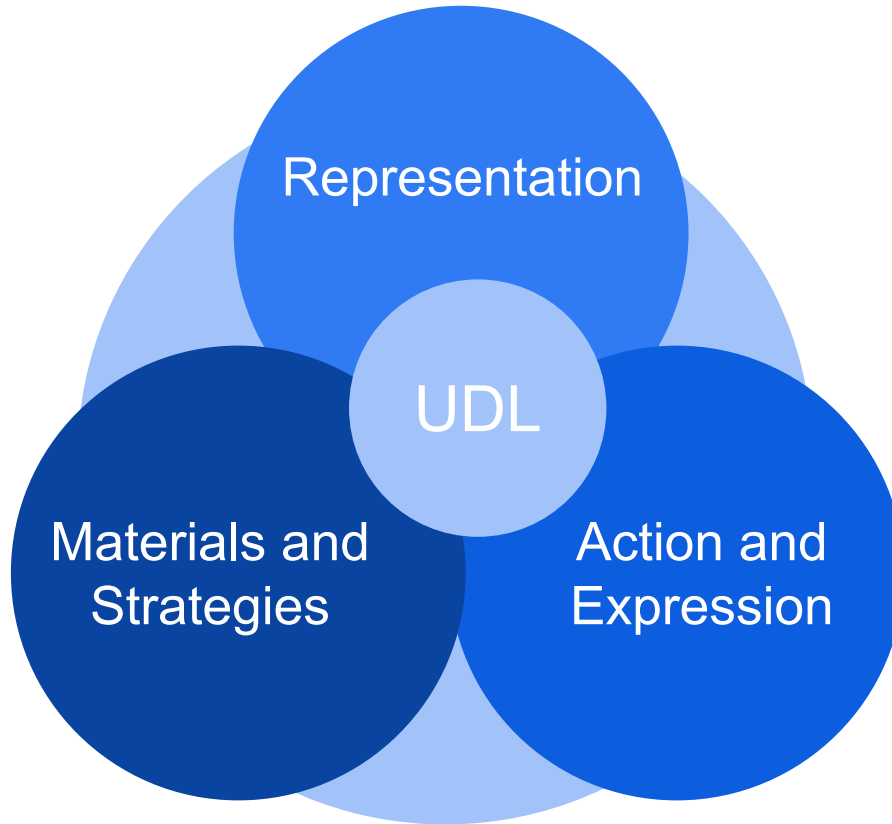 Representation
UDL
Materials and
Strategies
Action and
Expression